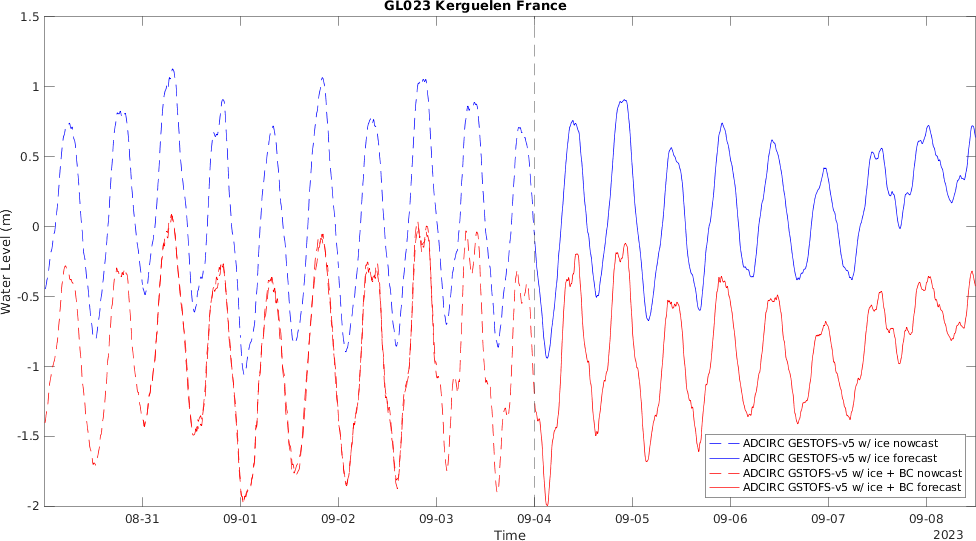 GL023 Kerguelen France
1.5
1
0.5
0
-0.5
-1
-1.5
-2
Water Level (m)
08-31
09-01
09-02
09-03
09-04
09-05
09-06
09-07
09-08
Time
2023
ADCIRC GESTOFS-v5 w/ ice nowcast
ADCIRC GESTOFS-v5 w/ ice forecast
ADCIRC GSTOFS-v5 w/ ice + BC nowcast
ADCIRC GSTOFS-v5 w/ ice + BC forecast